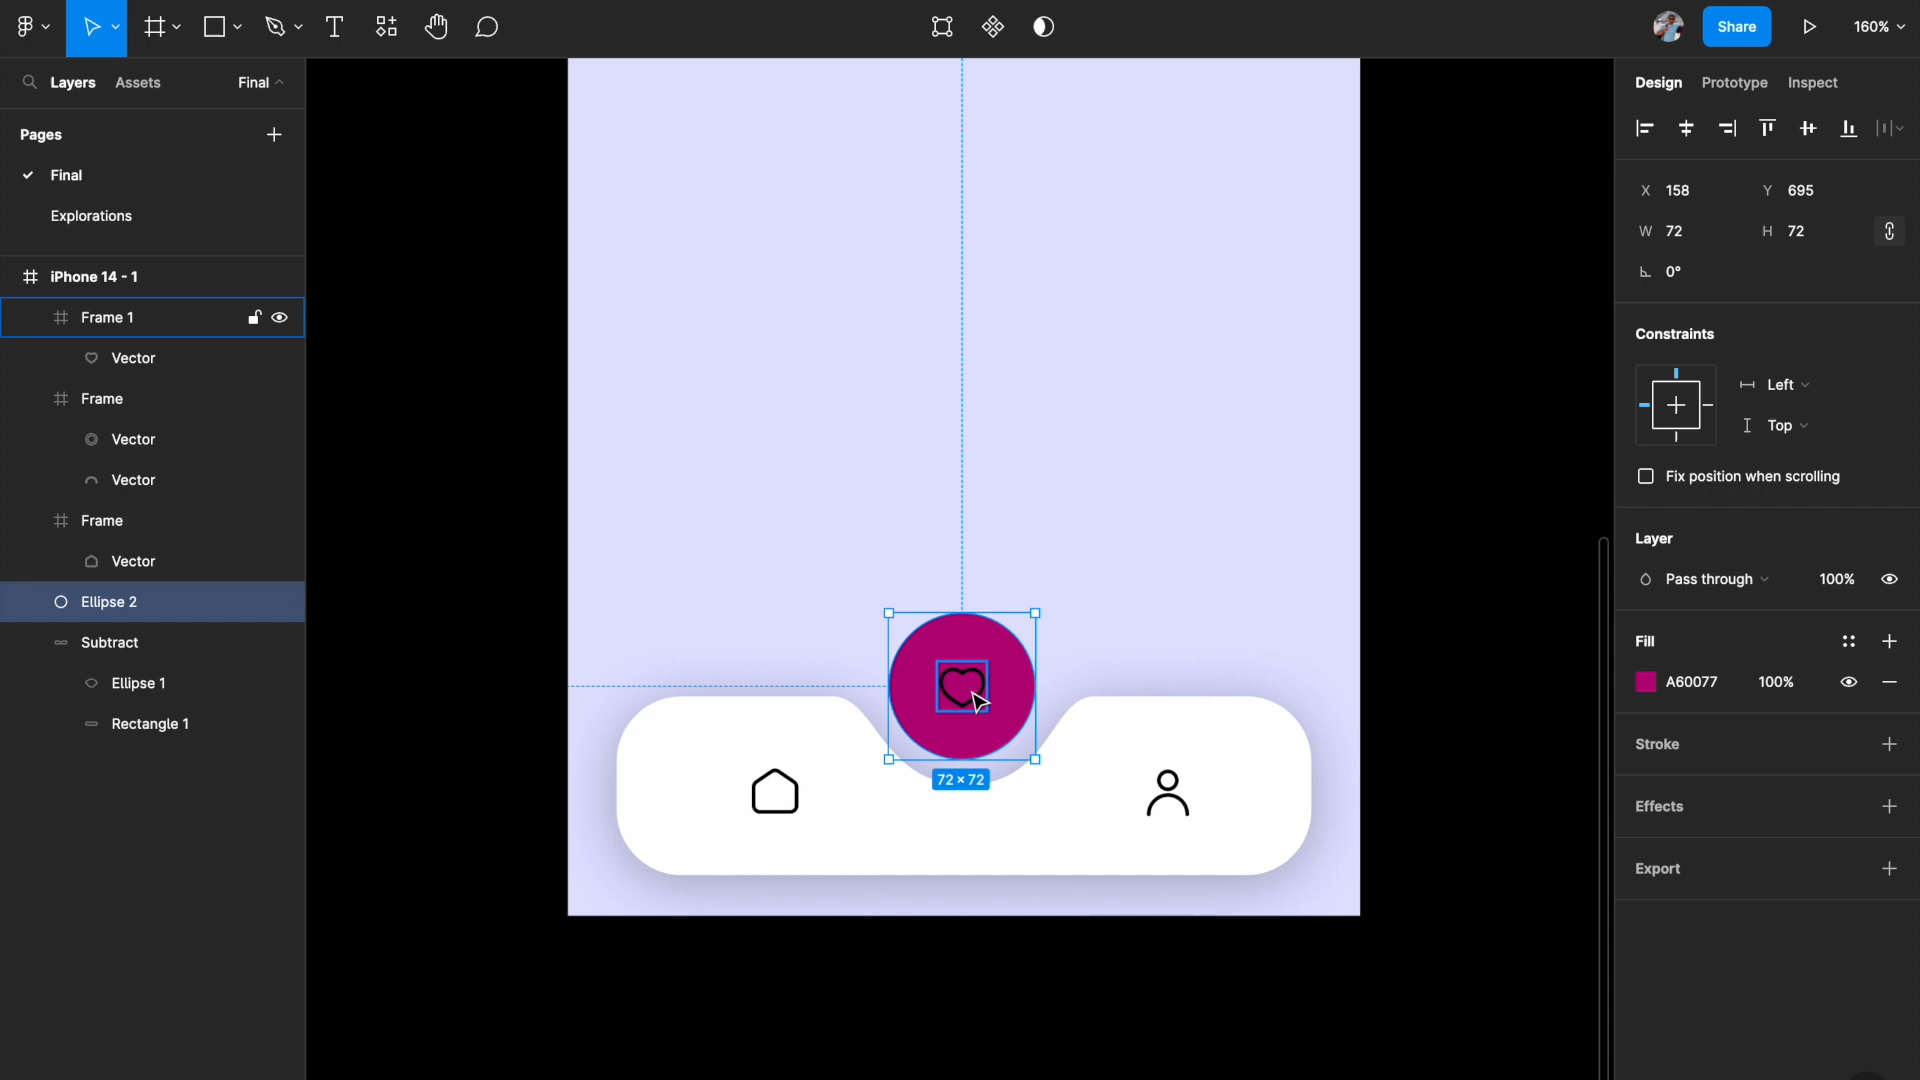 Share
160%
Layers Assets Final
Pages
Final
Explorations
iPhone 14 - 1
Frame 1
Vector
Frame
Vector
Vector
Frame
Vector
Ellipse 2
Subtract
Ellipse 1
Rectangle 1
72 × 72
Design Prototype Inspect
X 158 Y 695
W 72 H 72
0°
Constraints
Left
Top
Fix position when scrolling
Layer
Pass through 100%
Fill
A60077 100%
Stroke
Effects
Export